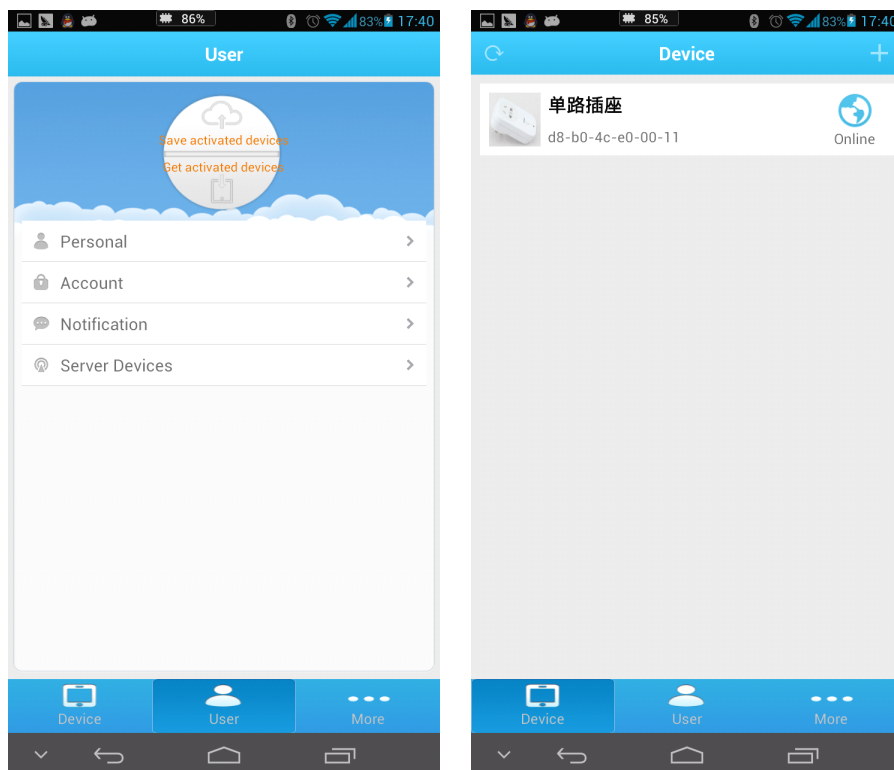 86%
83%
17:40
User
Save activated devices
Get activated devices
Personal
Account
Notification
Server Devices
Device
User
More
85%
83%
17:40
Device
单路插座
d8-b0-4c-e0-00-11
Online
Device
User
More